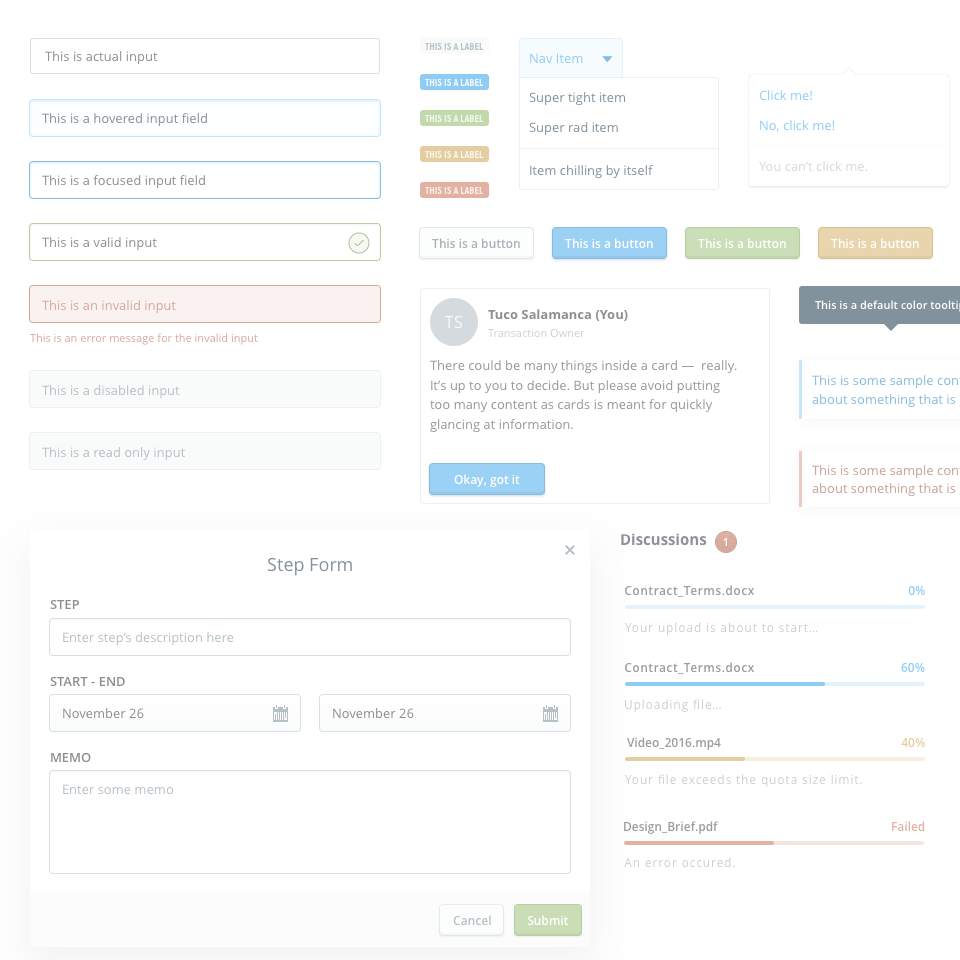 This is actual input
This is a hovered input field
This is a focused input field
This is a valid input
This is an invalid input
This is an error message for the invalid input
This is a disabled input
This is a read only input
THIS IS A LABEL
THIS IS A LABEL
THIS IS A LABEL
THIS IS A LABEL
THIS IS A LABEL
Nav Item
Super tight item
Super rad item
Item chilling by itself
Click me!
No, click me!
You can’t click me.
This is a button
This is a button
This is a button
This is a button
TS
Tuco Salamanca (You)
Transaction Owner
There could be many things inside a card — really.
It’s up to you to decide. But please avoid putting
too many content as cards is meant for quickly
glancing at information.
Okay, got it
This is a default color
This is some sample
about something that is
This is some sample
about something that is
Step Form
STEP
Enter step’s description here
START - END
November 26
November 26
MEMO
Enter some memo
Cancel
Submit
Discussions 1
Contract_Terms.docx 0%
Your upload is about to start…
Contract_Terms.docx 60%
Uploading file…
Video_2016.mp4 40%
Your file exceeds the quota size limit.
Design_Brief.pdf Failed
An error occured.